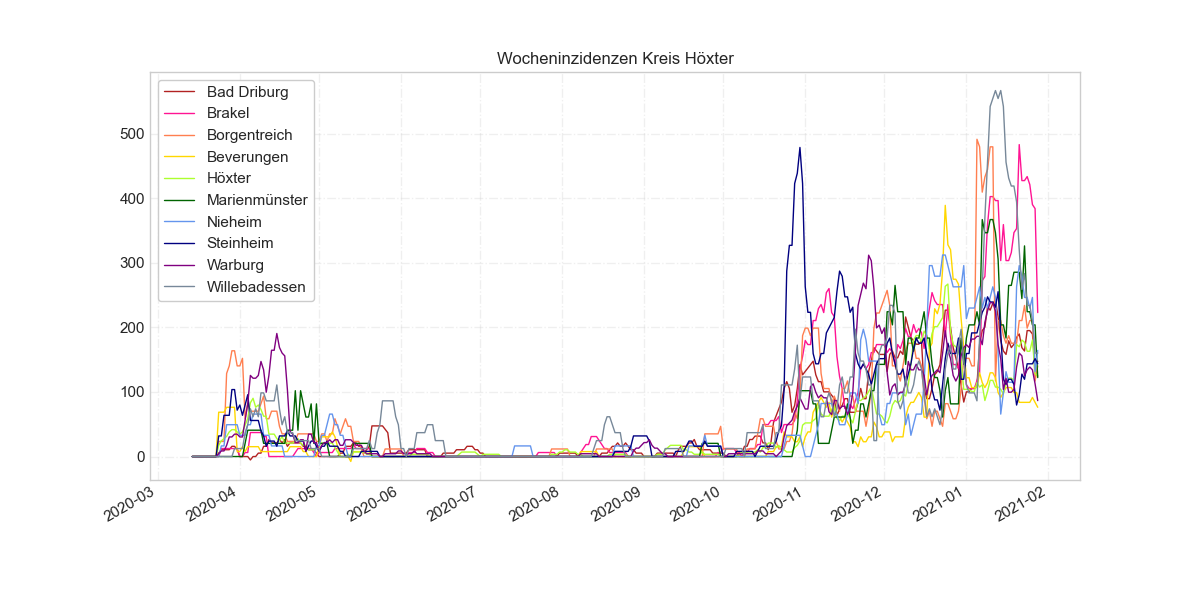 Wocheninzidenzen Kreis Höxter
Bad Driburg
Brakel
Borgentreich
Beverungen
Höxter
Marienmünster
Nieheim
Steinheim
Warburg
Willebadessen
500
400
300
200
100
0
2020-03
2020-04
2020-05
2020-06
2020-07
2020-08
2020-09
2020-10
2020-11
2020-12
2021-01
2021-02